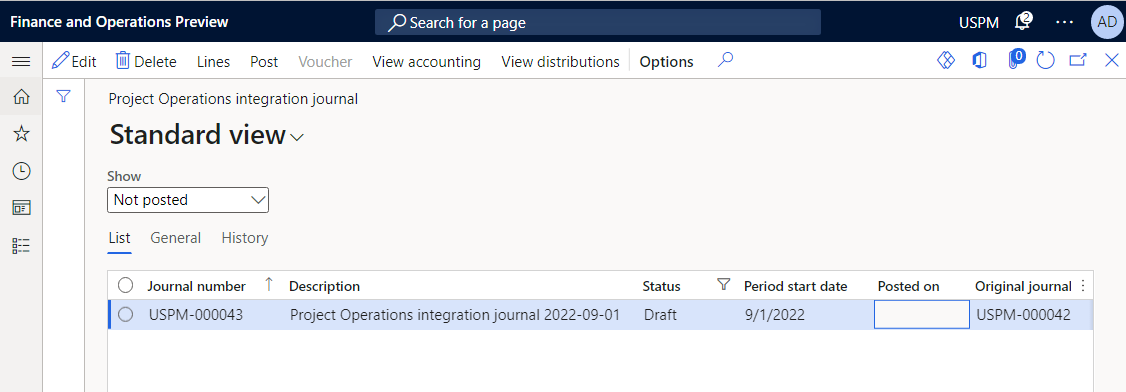 Finance and Operations Preview
Search for a page
USPM
2
AD
Edit Delete Lines Post Voucher View accounting View distributions Options
0
Project Operations integration journal
Standard view
Show
Not posted
List General History
Journal number Description Status Period start date Posted on Original journal
USPM-000043 Project Operations integration journal 2022-09-01 Draft 9/1/2022 USPM-000042